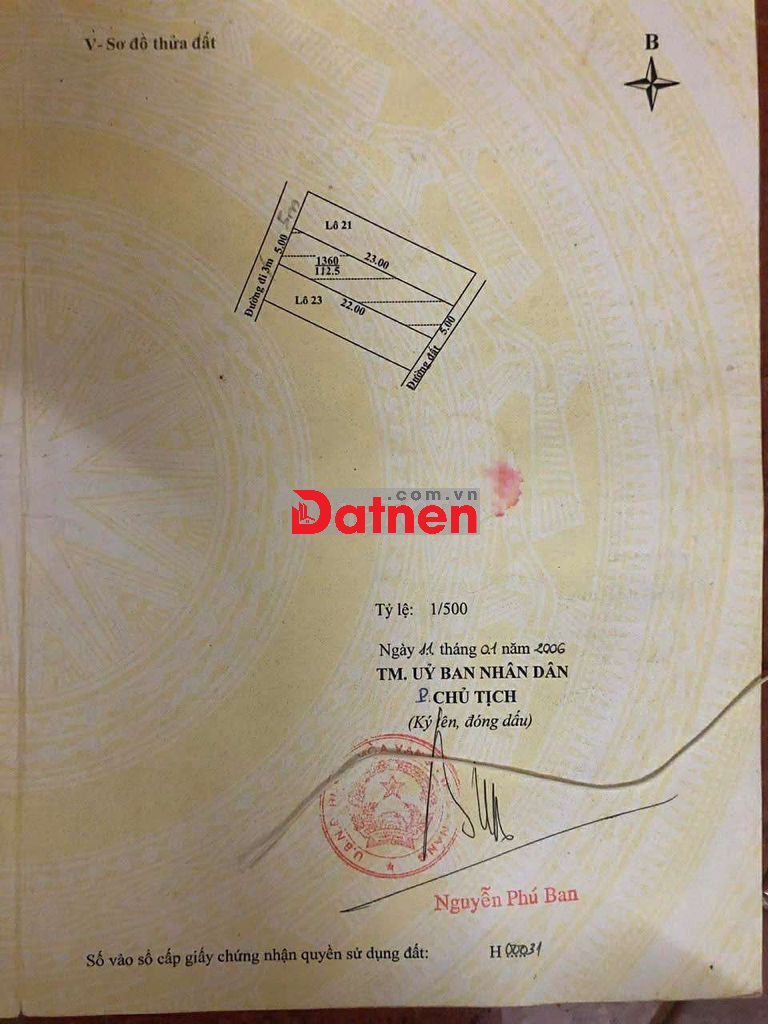 V- Sơ đồ thửa đất
B
5m
Lô 21
5.00
1360
112.5
23.00
Đường đi 3m
Lô 23
22.00
5.00
Đường đất
.com.vn
Datnen
Tỷ lệ: 1/500
Ngày 11 tháng 01 năm 2006
TM. UỶ BAN NHÂN DÂN
P. CHỦ TỊCH
(Ký tên, đóng dấu)
U.B.N.D
Nguyễn Phú Ban
Số vào sổ cấp giấy chứng nhận quyền sử dụng đất: H 00031